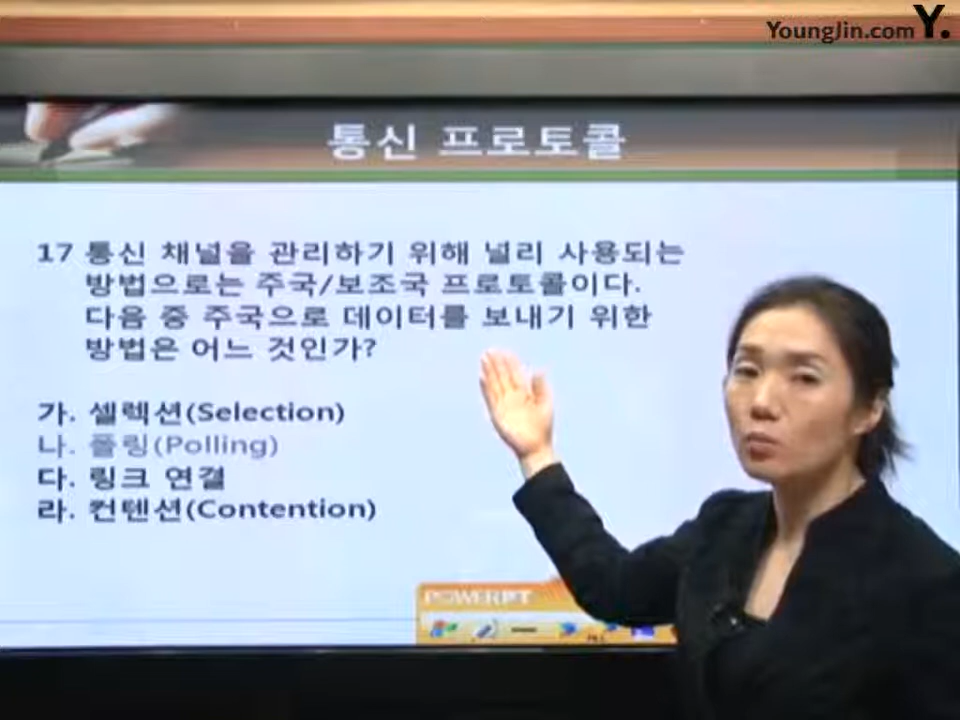 YoungJin.com Y.
통신 프로토콜
17 통신 채널을 관리하기 위해 널리 사용되는
방법으로는 주국/보조국 프로토콜이다.
다음 중 주국으로 데이터를 보내기 위한
방법은 어느 것인가?
가. 셀렉션(Selection)
나. 폴링(Polling)
다. 링크 연결
라. 컨텐션(Contention)
POWERPT